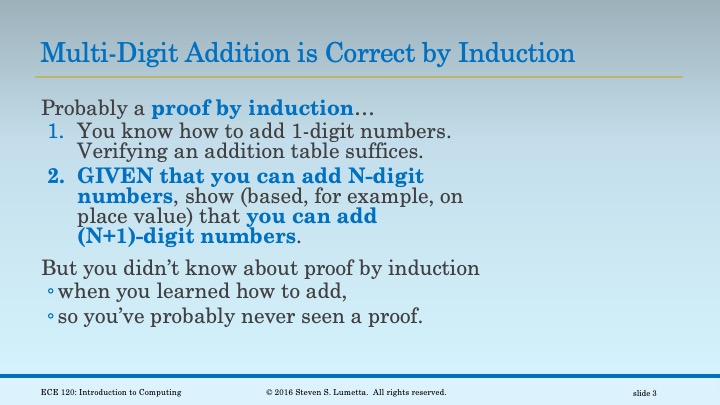 Multi-Digit Addition is Correct by Induction
Probably a proof by induction…
1. You know how to add 1-digit numbers.
Verifying an addition table suffices.
2. GIVEN that you can add N-digit
numbers, show (based, for example, on
place value) that you can add
(N+1)-digit numbers.
But you didn’t know about proof by induction
◦ when you learned how to add,
◦ so you’ve probably never seen a proof.
ECE 120: Introduction to Computing
© 2016 Steven S. Lumetta. All rights reserved.
slide 3